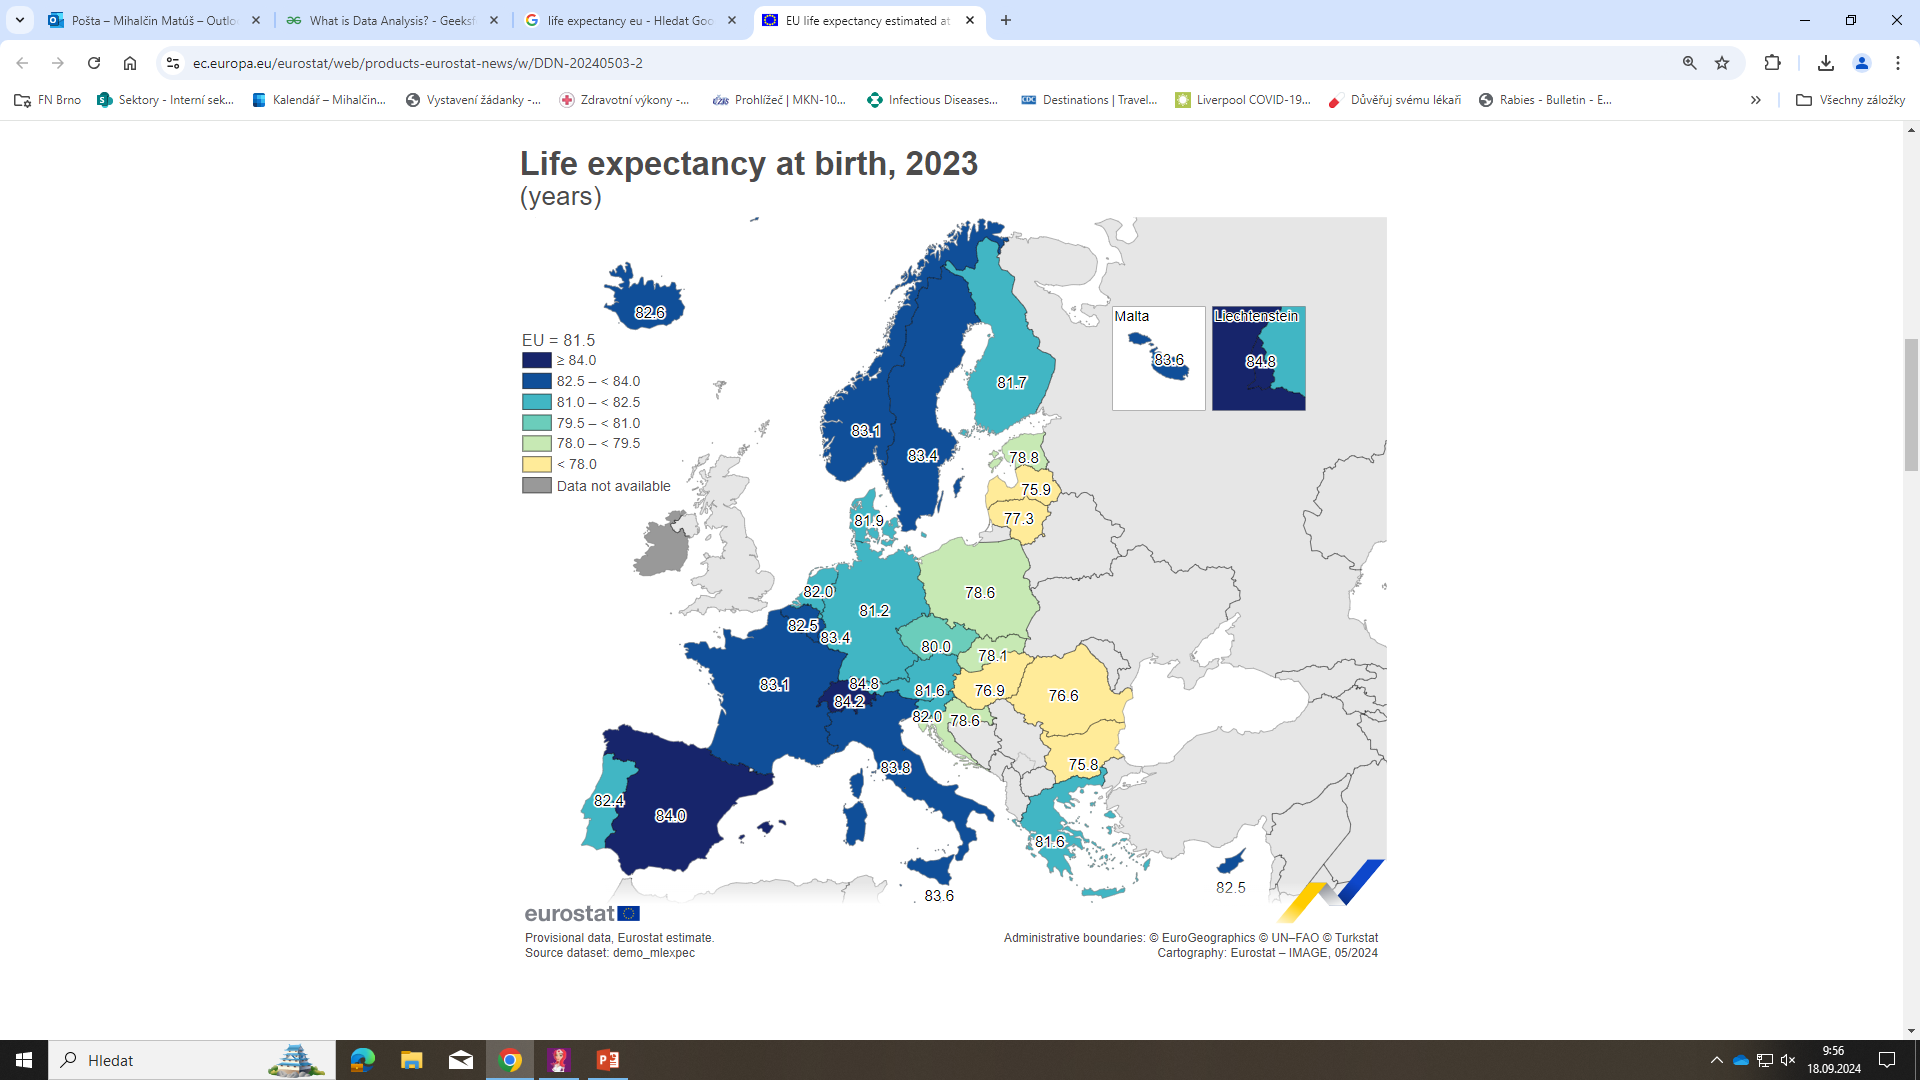 Pošta – Mihalčin Matúš – Outlo
What is Data Analysis? - Geeksf
life expectancy eu - Hledat Goo
EU life expectancy estimated at
ec.europa.eu/eurostat/web/products-eurostat-news/w/DDN-20240503-2
FN Brno
Sektory - Interní sek...
Kalendář – Mihalčin...
Vystavení žádanky -...
Zdravotní výkony -...
Prohlížeč | MKN-10...
Infectious Diseases...
CDC
Destinations | Travel...
Liverpool COVID-19...
Důvěřuj svému lékaři
Rabies - Bulletin - E...
Všechny záložky
Life expectancy at birth, 2023
(years)
82.6
EU = 81.5
≥ 84.0
82.5 – < 84.0
81.0 – < 82.5
79.5 – < 81.0
78.0 – < 79.5
< 78.0
Data not available
Malta
83.6
Liechtenstein
84.8
81.7
83.1
83.4
78.8
75.9
77.3
81.9
82.0
81.2
78.6
82.5
83.4
80.0
78.1
83.1
84.8
84.2
81.6
76.9
76.6
82.0
78.6
83.8
75.8
82.4
84.0
81.6
83.6
82.5
eurostat
Provisional data, Eurostat estimate.
Source dataset: demo_mlexpec
Administrative boundaries: © EuroGeographics © UN–FAO © Turkstat
Cartography: Eurostat – IMAGE, 05/2024
Hledat
9:56
18.09.2024